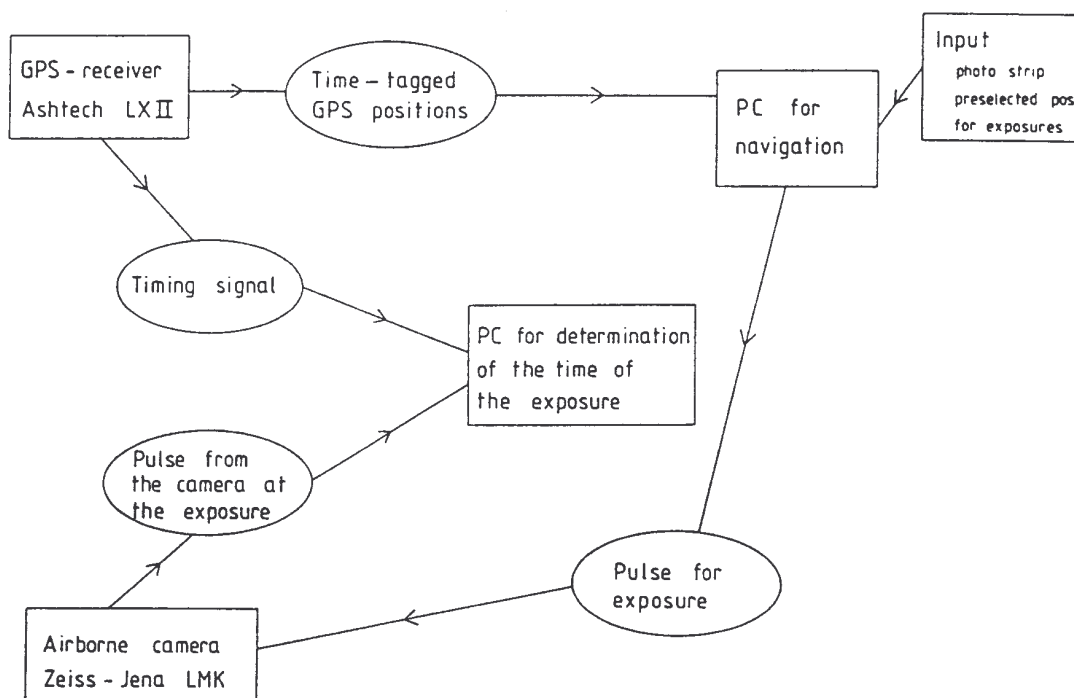 GPS - receiver
Ashtech LX II
Time - tagged
GPS positions
PC for
navigation
Input
photo strip
preselected pos
for exposures
Timing signal
PC for determination
of the time of
the exposure
Pulse from
the camera at
the exposure
Pulse for
exposure
Airborne camera
Zeiss - Jena LMK